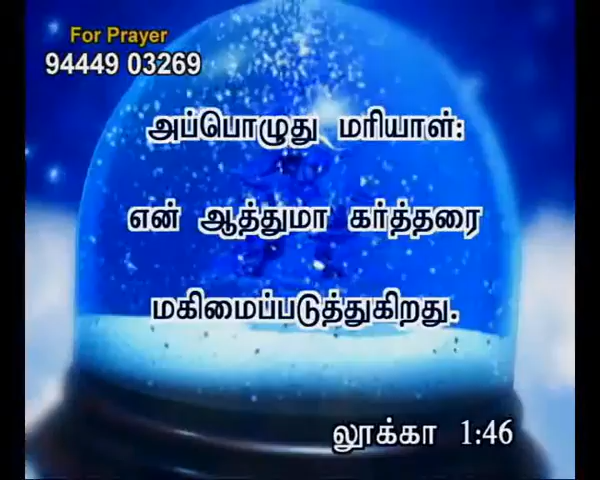 For Prayer
94449 03269
அப்பொழுது மரியாள்:
என் ஆத்துமா கர்த்தரை
மகிமைப்படுத்துகிறது.
லூக்கா 1:46